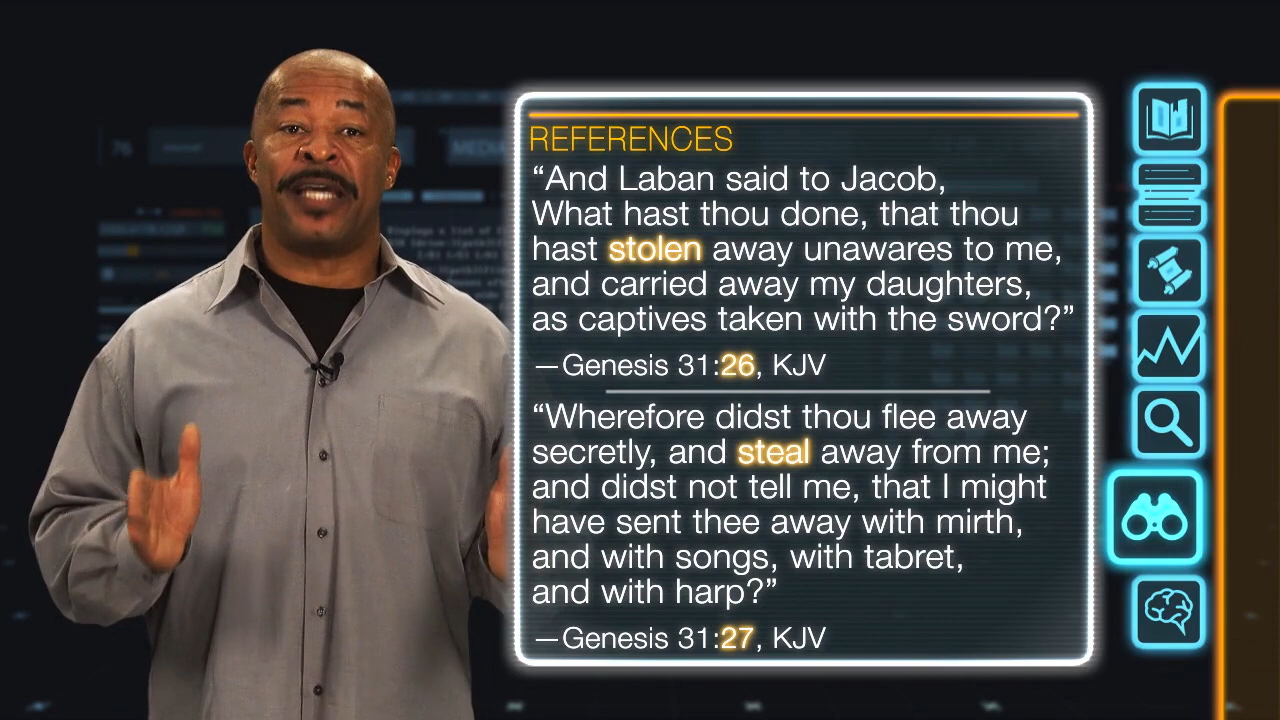 76
MEDIA
REFERENCES
“And Laban said to Jacob,
What hast thou done, that thou
hast stolen away unawares to me,
and carried away my daughters,
as captives taken with the sword?”
—Genesis 31:26, KJV
“Wherefore didst thou flee away
secretly, and steal away from me;
and didst not tell me, that I might
have sent thee away with mirth,
and with songs, with tabret,
and with harp?”
—Genesis 31:27, KJV